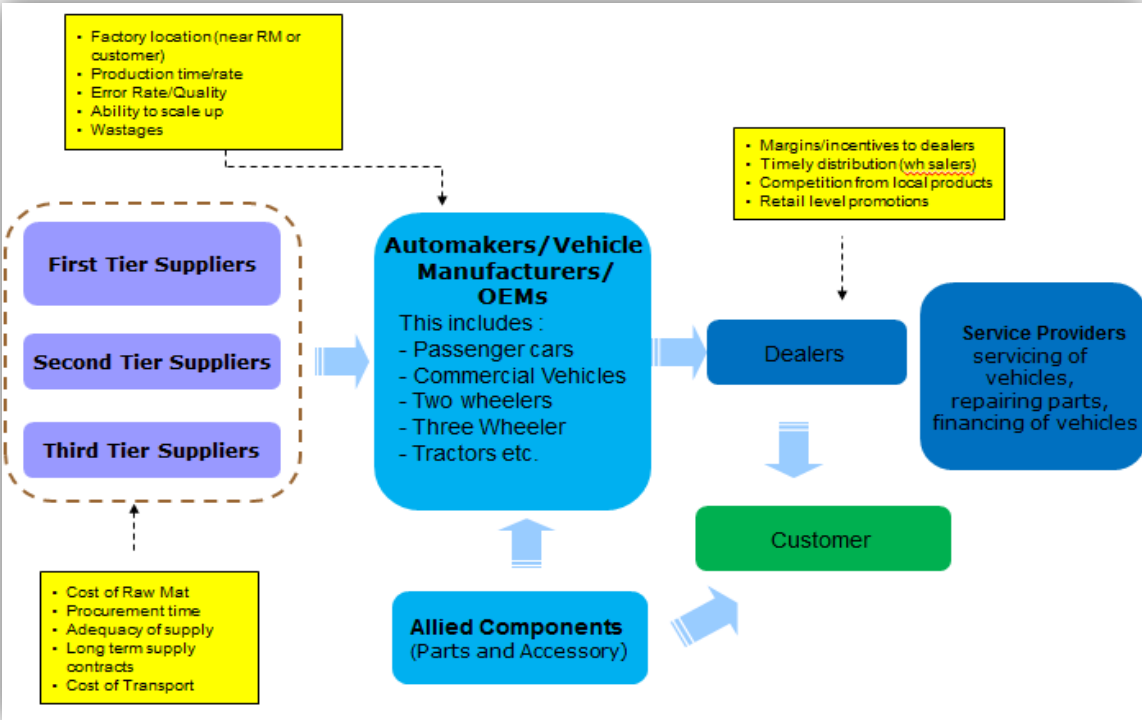 • Factory location (near RM or
customer)
• Production time/rate
• Error Rate/Quality
• Ability to scale up
• Wastages
• Margins/incentives to dealers
• Timely distribution (wh salers)
• Competition from local products
• Retail level promotions
First Tier Suppliers
Second Tier Suppliers
Third Tier Suppliers
Automakers/Vehicle
Manufacturers/
OEMs
This includes :
- Passenger cars
- Commercial Vehicles
- Two wheelers
- Three Wheeler
- Tractors etc.
Dealers
Service Providers
servicing of
vehicles,
repairing parts,
financing of vehicles
Customer
Allied Components
(Parts and Accessory)
• Cost of Raw Mat
• Procurement time
• Adequacy of supply
• Long term supply
contracts
• Cost of Transport